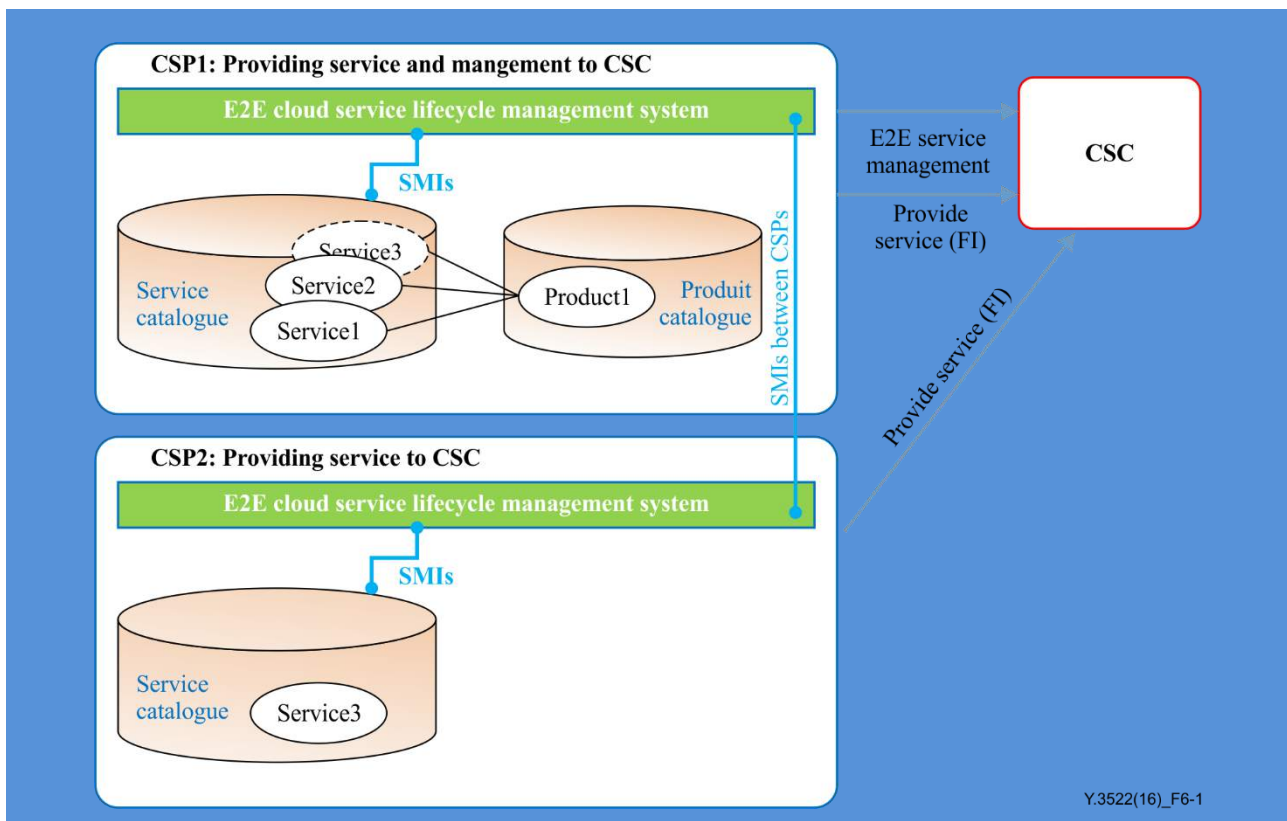 CSP1: Providing service and mangement to CSC
E2E cloud service lifecycle management system
SMIs
Service
catalogue
Service3
Service2
Service1
Product1
Produit
catalogue
SMIs between CSPs
E2E service
management
Provide
service (FI)
CSC
Provide service (FI)
CSP2: Providing service to CSC
E2E cloud service lifecycle management system
SMIs
Service
catalogue
Service3
Y.3522(16)_F6-1